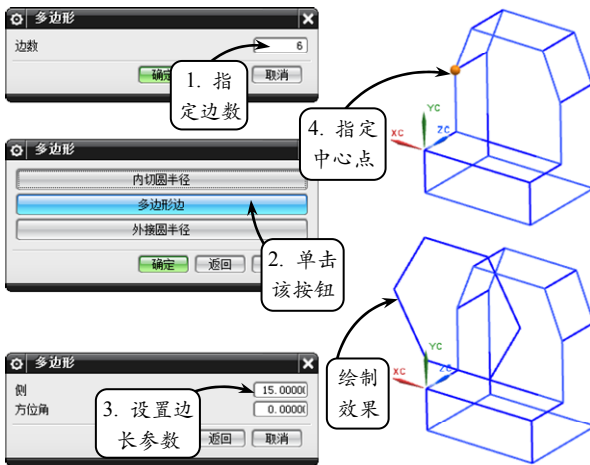 多边形
边数
6
确定
取消
1. 指
定边数
多边形
内切圆半径
多边形边
外接圆半径
确定
返回
2. 单击
该按钮
多边形
侧
15.0000
方位角
0.0000
返回
取消
3. 设置边
长参数
4. 指定
中心点
XC
YC
ZC
绘制
效果
XC
YC
ZC